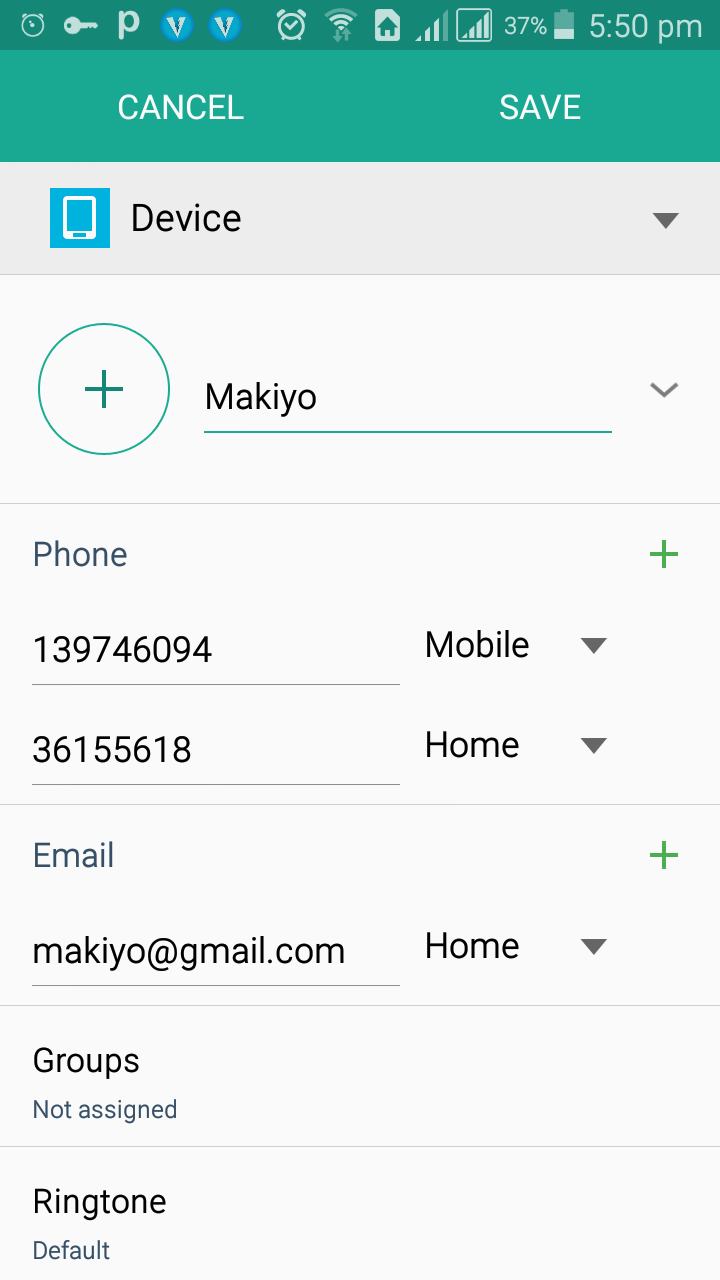 37% 5:50 pm
CANCEL SAVE
Device
Makiyo
Phone
139746094 Mobile
36155618 Home
Email
makiyo@gmail.com Home
Groups
Not assigned
Ringtone
Default